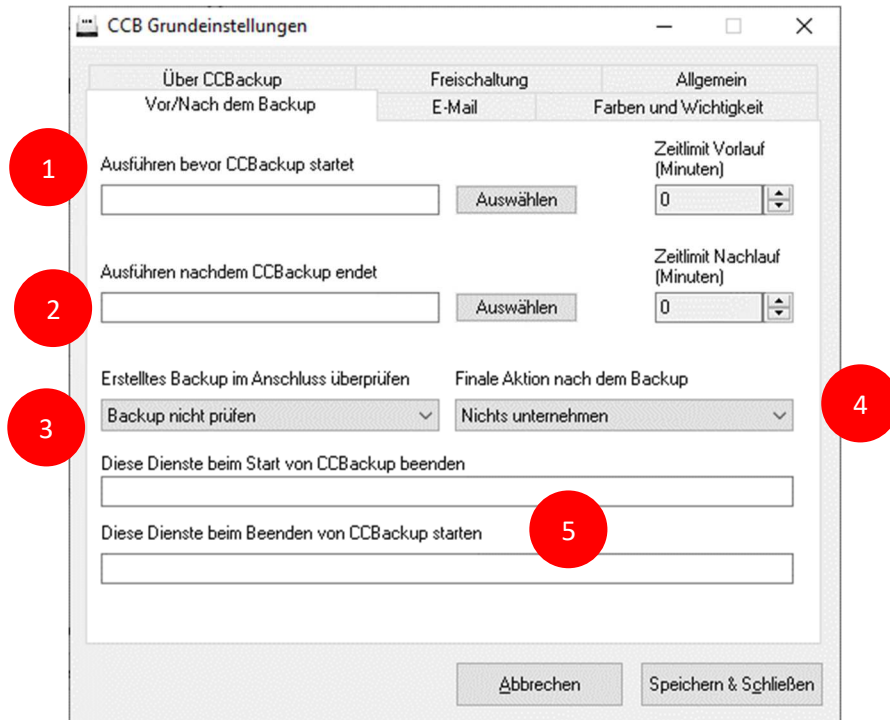 CCB Grundeinstellungen
Über CCBackup Freischaltung Allgemein
Vor/Nach dem Backup E-Mail Farben und Wichtigkeit
1
Ausführen bevor CCBackup startet
Zeitlimit Vorlauf
(Minuten)
Auswählen
0
2
Ausführen nachdem CCBackup endet
Zeitlimit Nachlauf
(Minuten)
Auswählen
0
Erstelltes Backup im Anschluss überprüfen Finale Aktion nach dem Backup
3
Backup nicht prüfen
Nichts unternehmen
4
Diese Dienste beim Start von CCBackup beenden
Diese Dienste beim Beenden von CCBackup starten
5
Abbrechen Speichern & Schließen